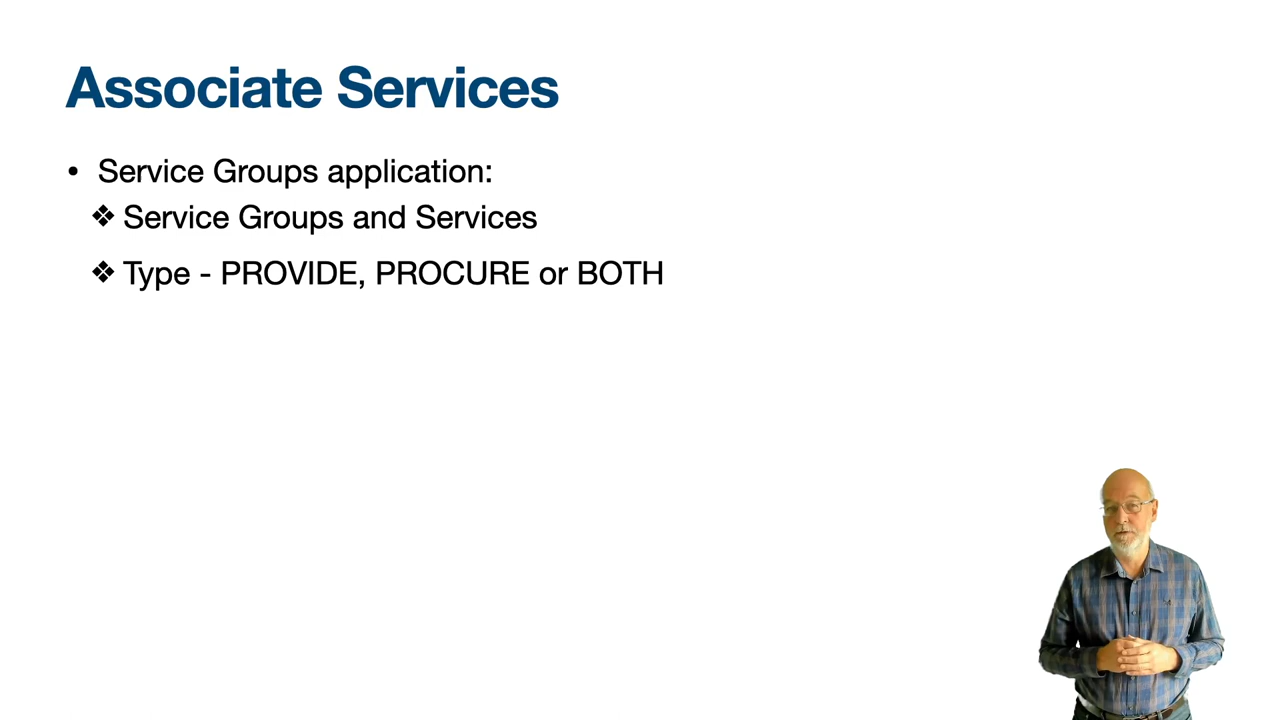 Associate Services
• Service Groups application:
❖ Service Groups and Services
❖ Type - PROVIDE, PROCURE or BOTH